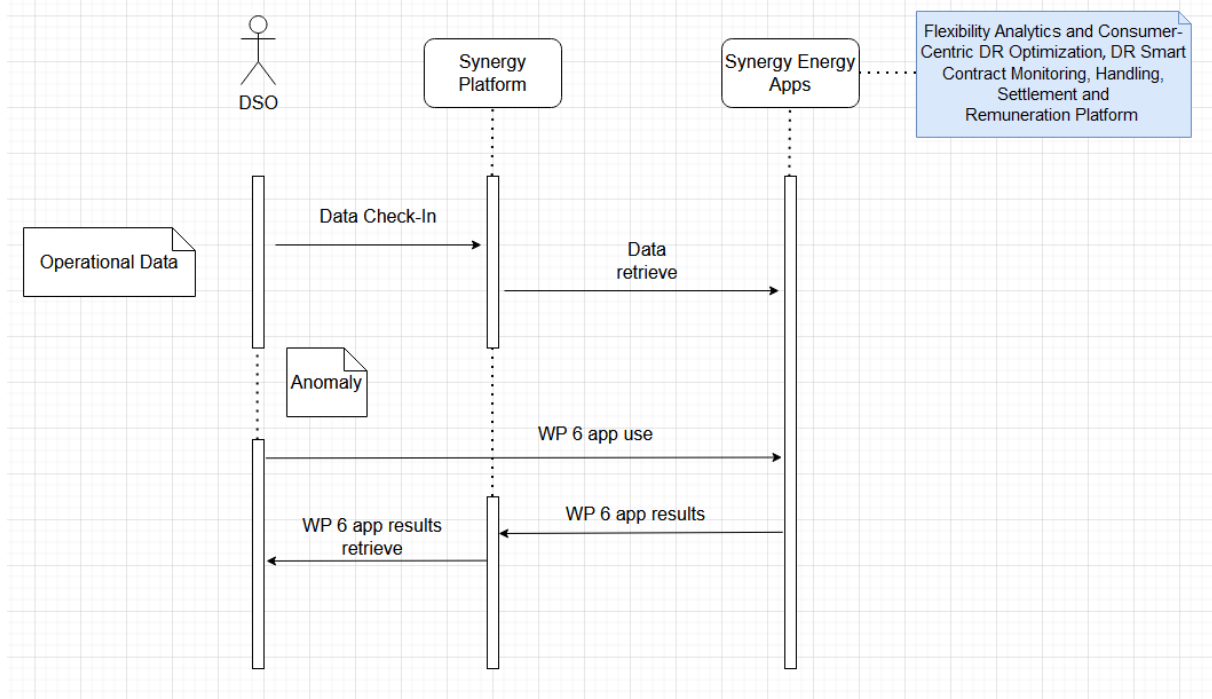 DSO
Synergy
Platform
Synergy Energy
Apps
Flexibility Analytics and Consumer-
Centric DR Optimization, DR Smart
Contract Monitoring, Handling,
Settlement and
Remuneration Platform
Operational Data
Data Check-In
Data
retrieve
Anomaly
WP 6 app use
WP 6 app results
WP 6 app results
retrieve